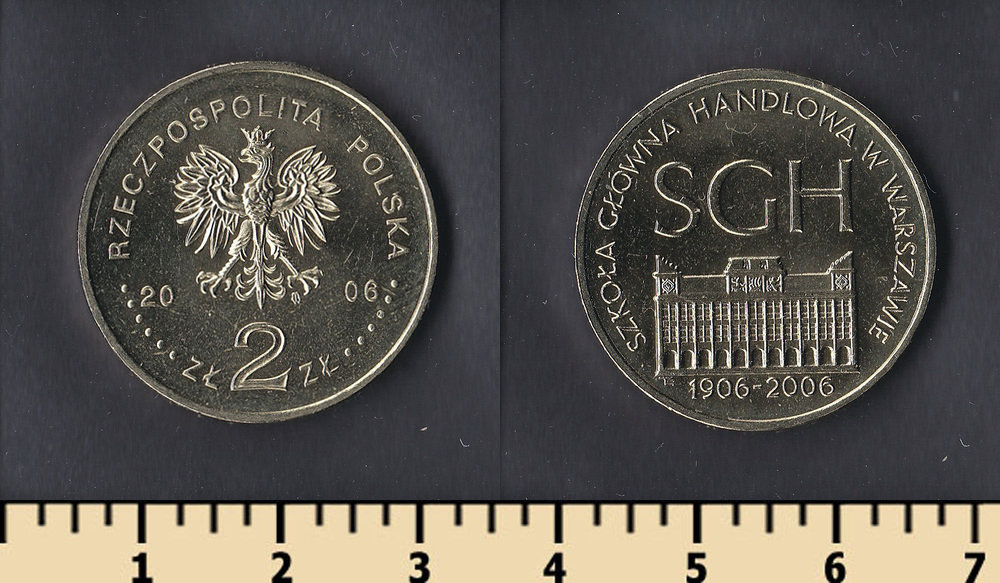 RZECZPOSPOLITA POLSKA
20 06
ZŁ 2 ZŁ
SZKOŁA GŁÓWNA HANDLOWA W WARSZAWIE
SGH
1906-2006
1 2 3 4 5 6 7